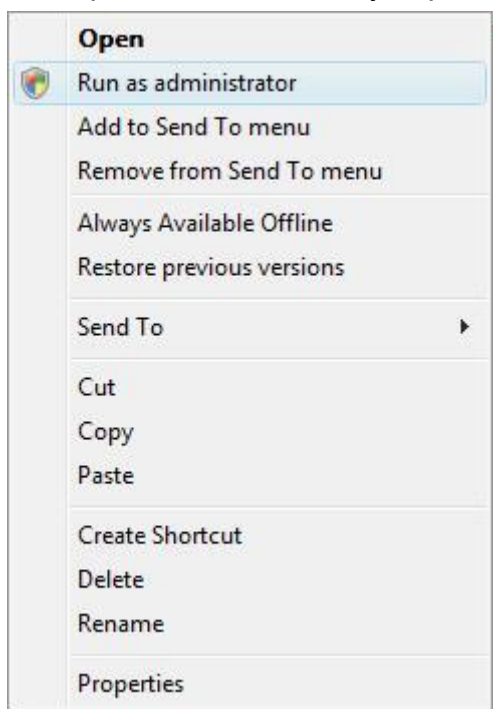 Open
Run as administrator
Add to Send To menu
Remove from Send To menu
Always Available Offline
Restore previous versions
Send To
Cut
Copy
Paste
Create Shortcut
Delete
Rename
Properties